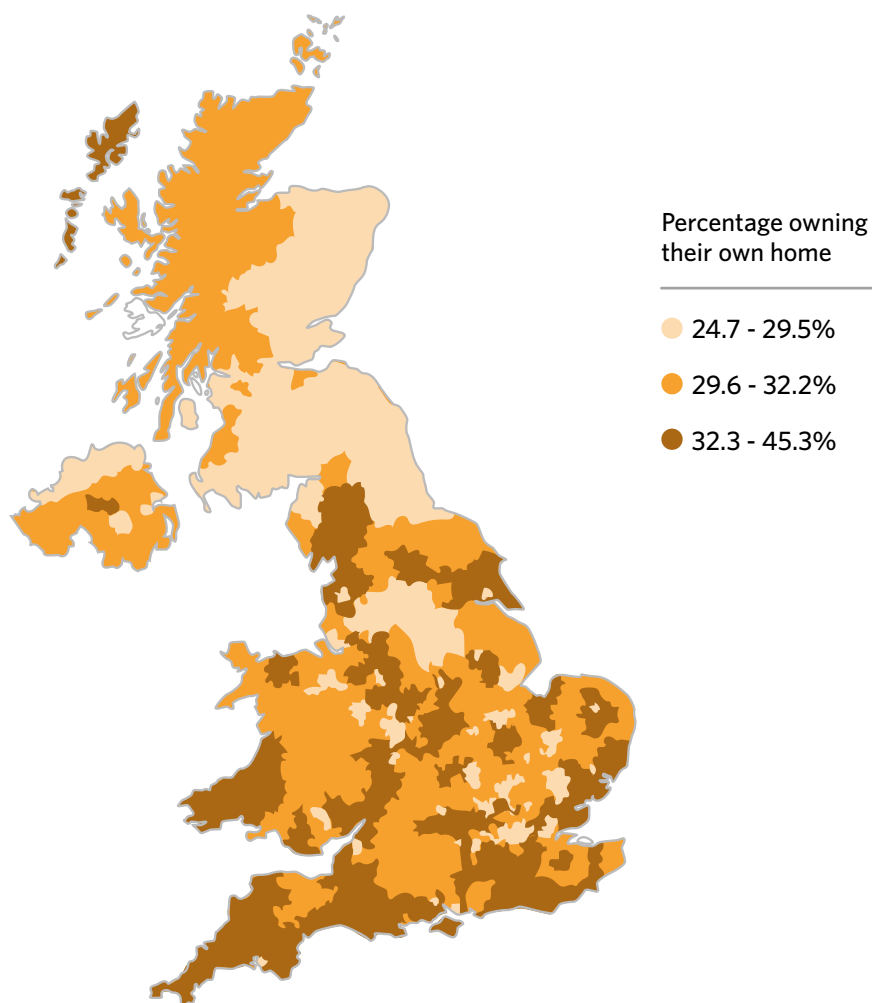 Percentage owning
their own home
24.7 - 29.5%
29.6 - 32.2%
32.3 - 45.3%